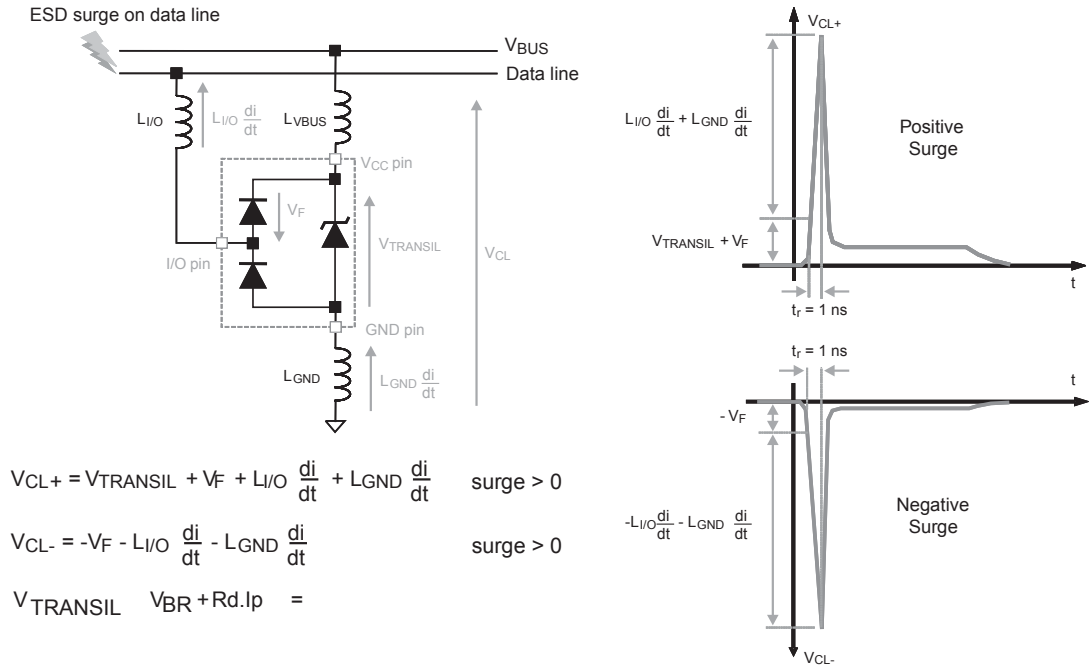 ESD surge on data line
VBUS
Data line
LI/O
LI/O di/dt
LVBUS
VCC pin
VF
VTRANSIL
VCL
I/O pin
GND pin
LGND
LGND di/dt
VCL+ = VTRANSIL + VF + LI/O di/dt + LGND di/dt surge > 0
VCL- = -VF - LI/O di/dt - LGND di/dt surge > 0
VTRANSIL VBR + Rd.Ip =
VCL+
LI/O di/dt + LGND di/dt
Positive
Surge
VTRANSIL + VF
t
tr = 1 ns
tr = 1 ns
t
- VF
-LI/O di/dt - LGND di/dt
Negative
Surge
VCL-